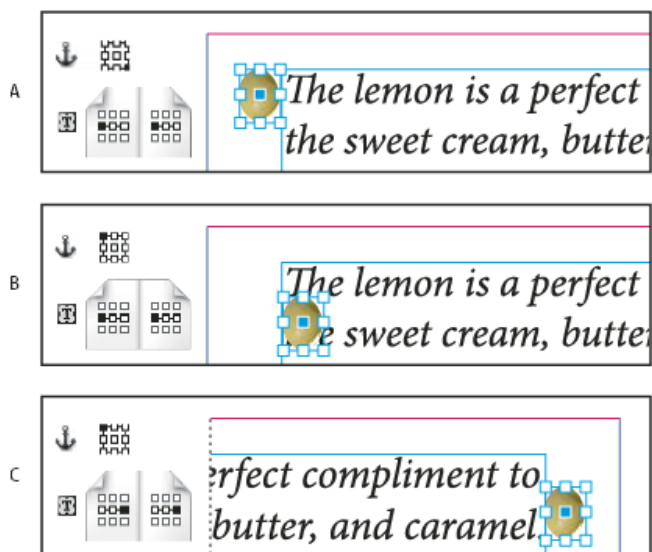 A
The lemon is a perfect
the sweet cream, butte
B
The lemon is a perfect
e sweet cream, butte
C
rfect compliment to
butter, and caramel.